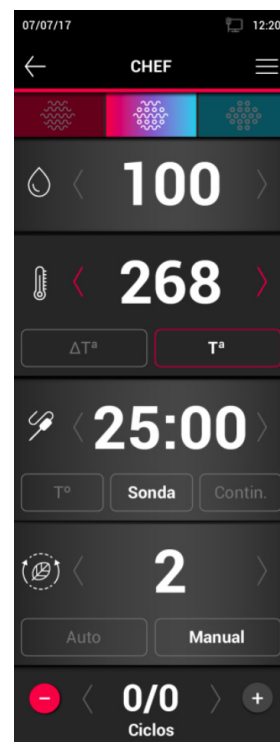 07/07/17 12:20
CHEF
100
268
ΔTª Tª
25:00
Tº Sonda Contin.
2
Auto Manual
0/0
Ciclos